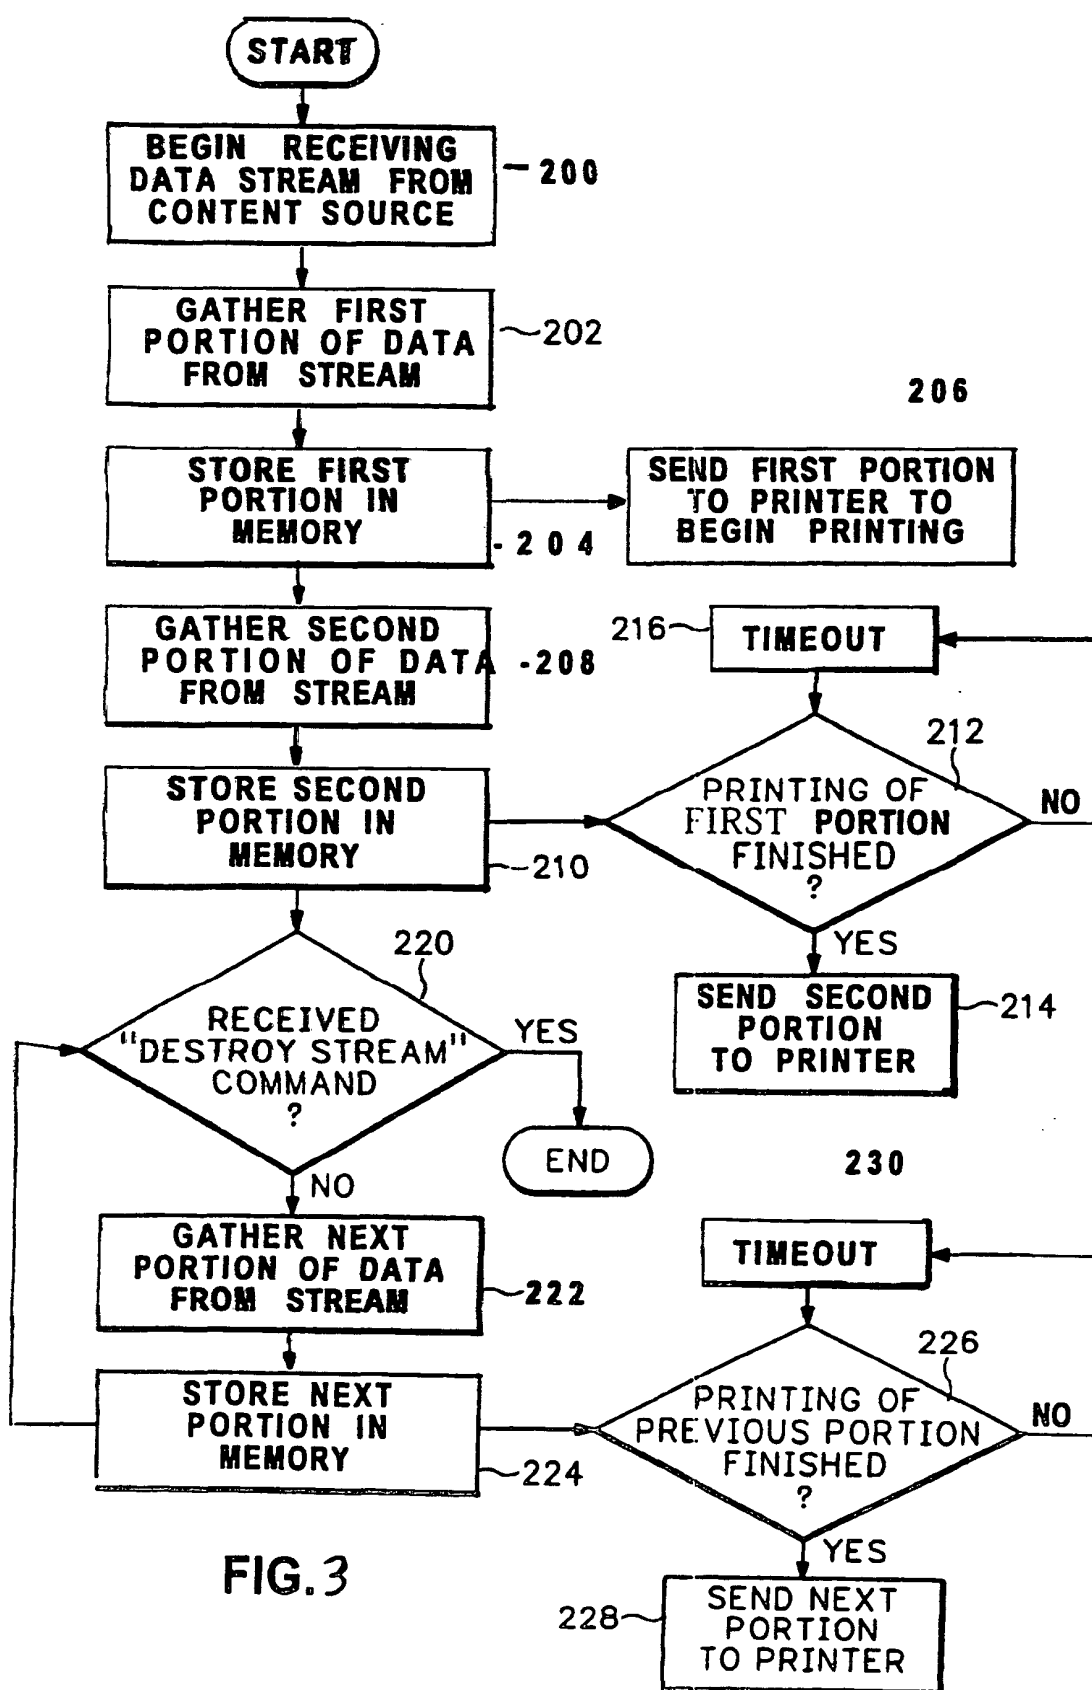 START
BEGIN RECEIVING
DATA STREAM FROM
CONTENT SOURCE
200
GATHER FIRST
PORTION OF DATA
FROM STREAM
202
STORE FIRST
PORTION IN
MEMORY
-204
206
SEND FIRST PORTION
TO PRINTER TO
BEGIN PRINTING
GATHER SECOND
PORTION OF DATA
FROM STREAM
-208
216
TIMEOUT
STORE SECOND
PORTION IN
MEMORY
210
212
PRINTING OF
FIRST PORTION
FINISHED
?
NO
YES
SEND SECOND
PORTION
TO PRINTER
214
220
RECEIVED
"DESTROY STREAM"
COMMAND
?
YES
END
NO
230
GATHER NEXT
PORTION OF DATA
FROM STREAM
222
TIMEOUT
STORE NEXT
PORTION IN
MEMORY
224
226
PRINTING OF
PREVIOUS PORTION
FINISHED
?
NO
YES
228
SEND NEXT
PORTION
TO PRINTER
FIG.3